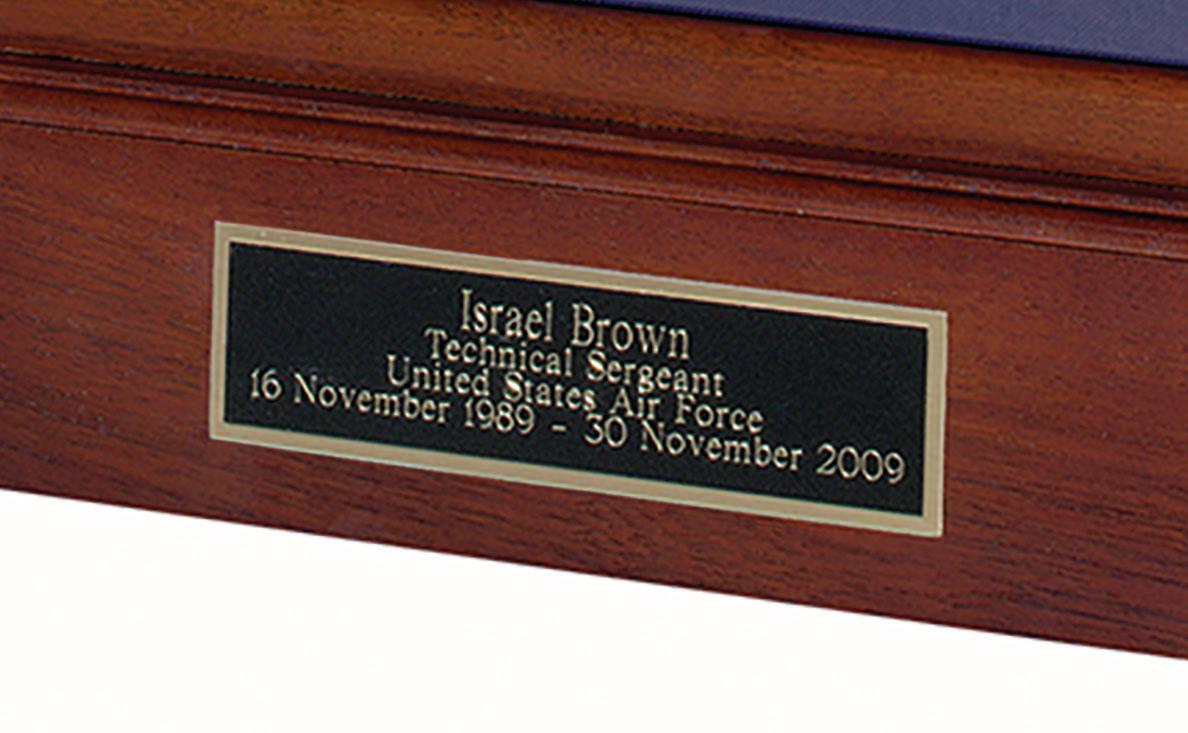 Israel Brown
Technical Sergeant
United States Air Force
16 November 1989 - 30 November 2009